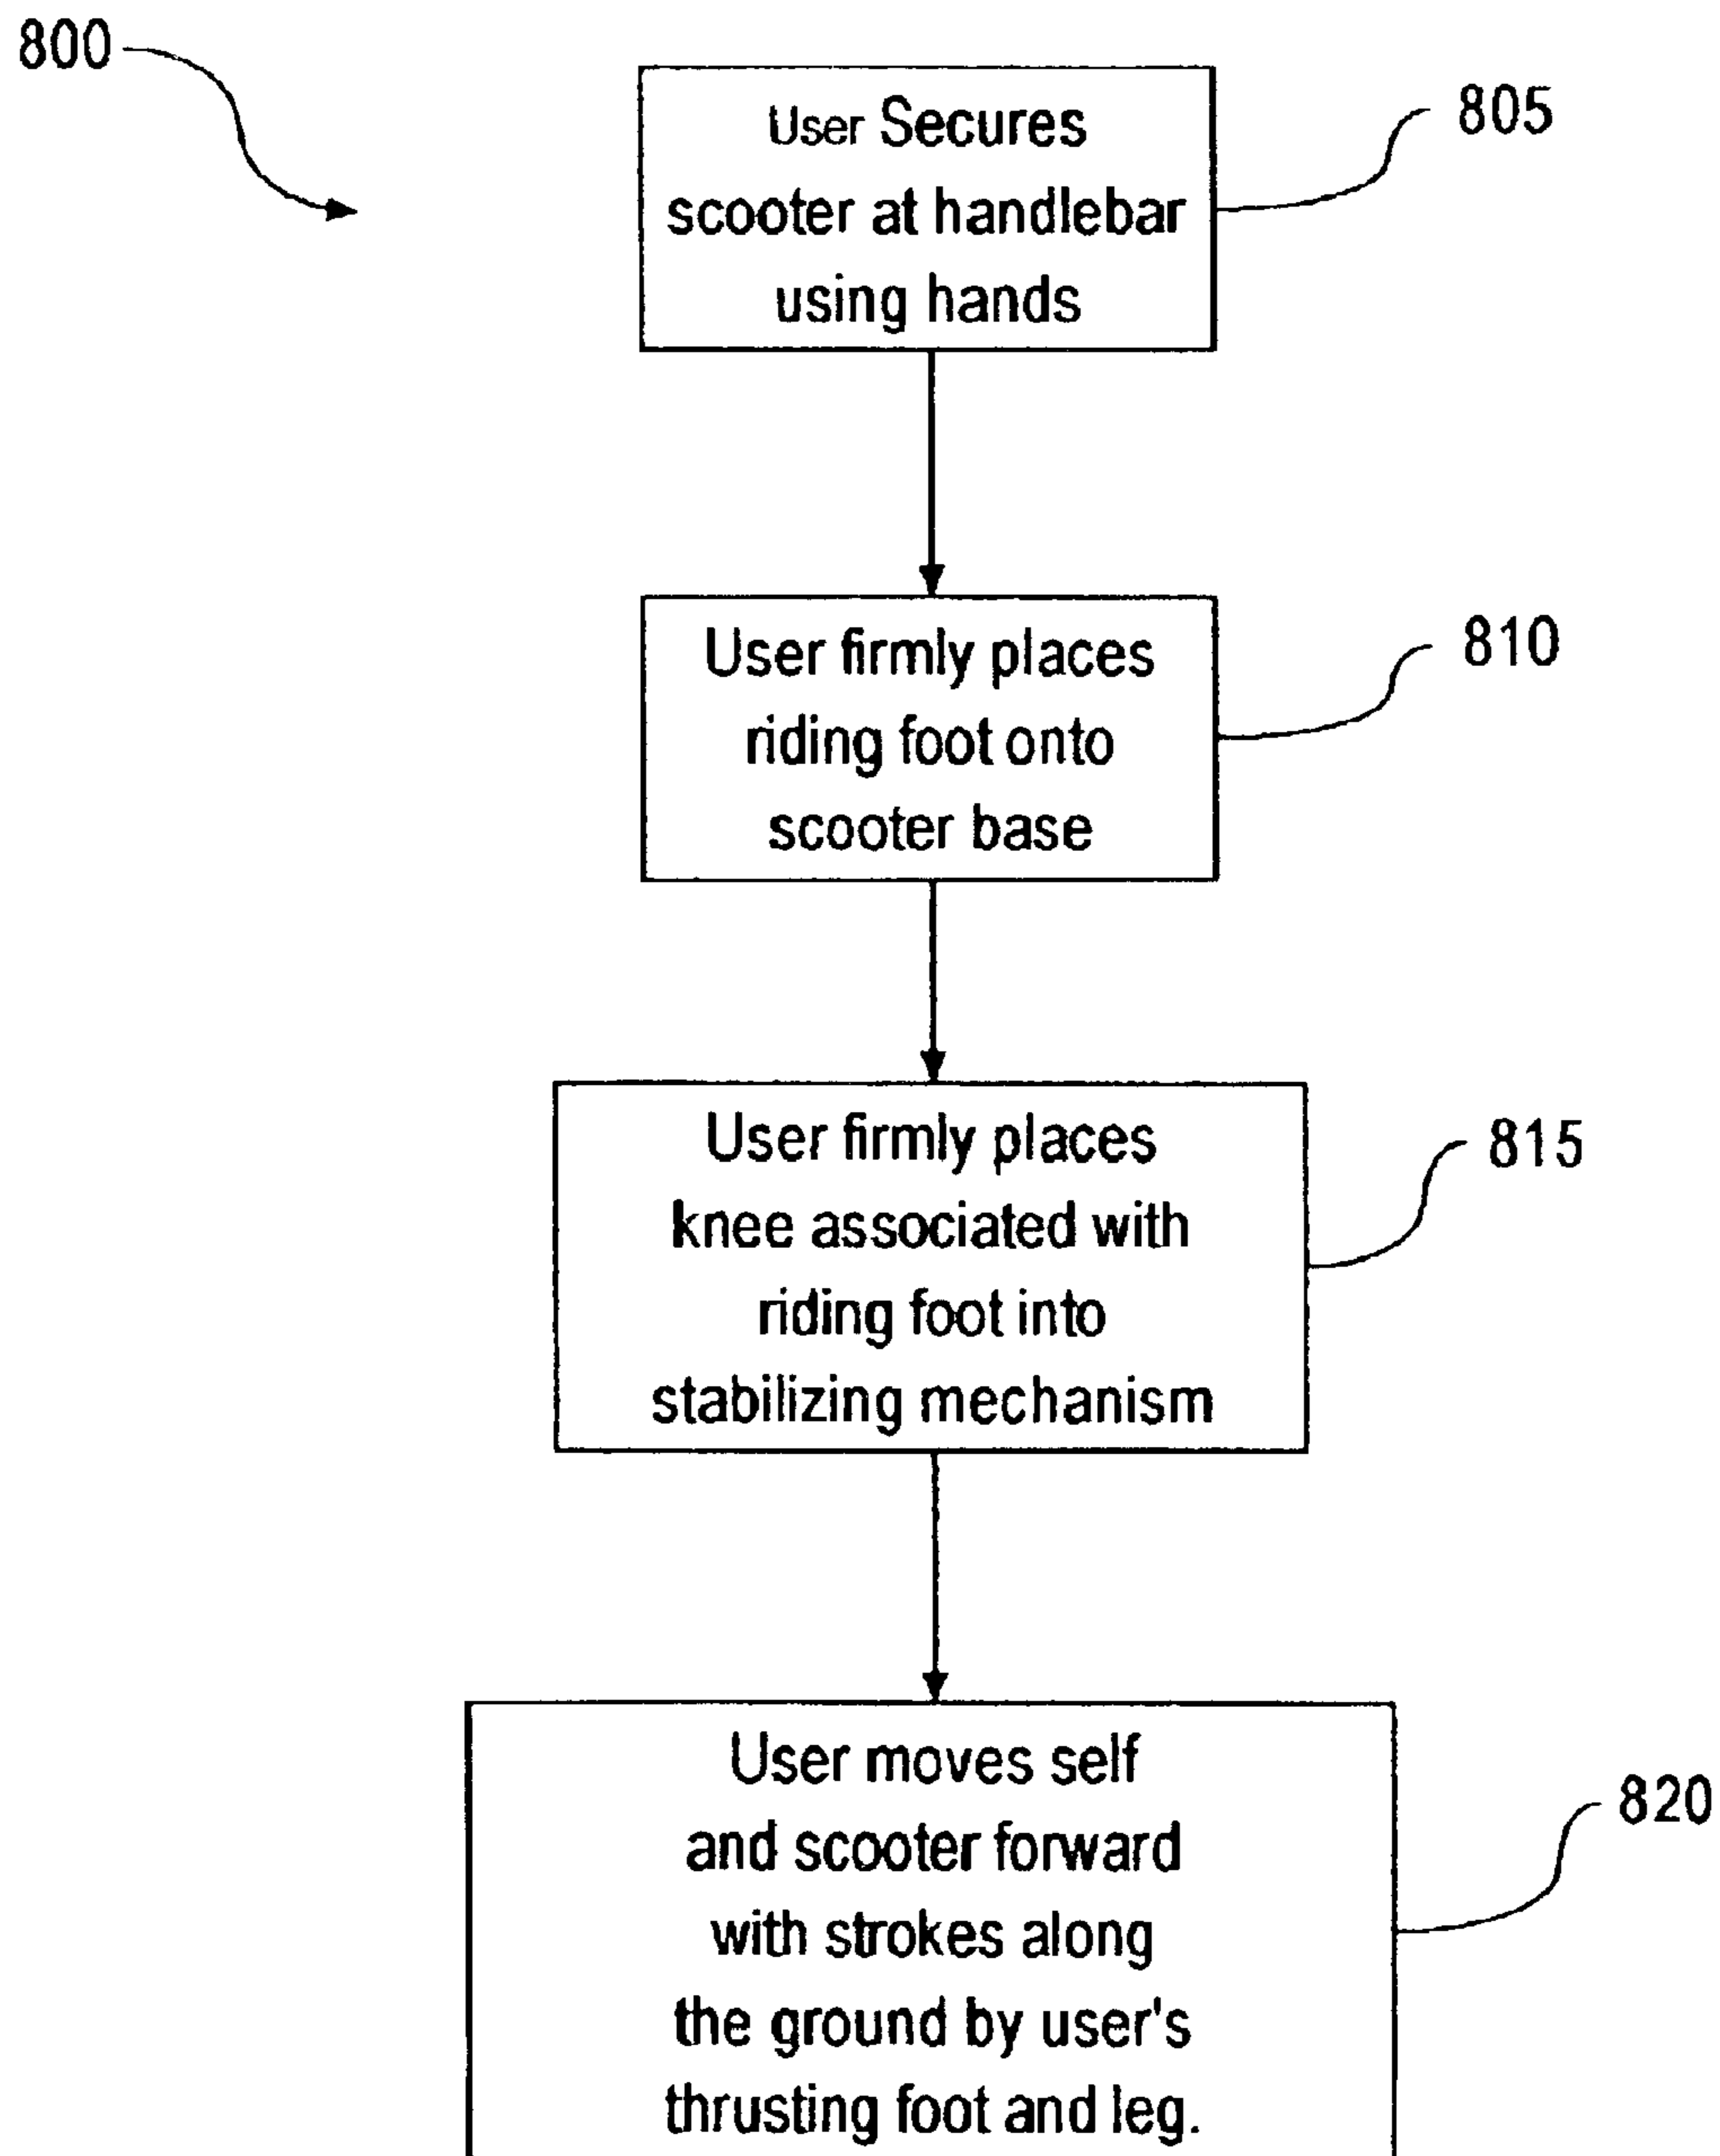 800
User Secures
scooter at handlebar
using hands
805
User firmly places
riding foot onto
scooter base
810
User firmly places
knee associated with
riding foot into
stabilizing mechanism
815
User moves self
and scooter forward
with strokes along
the ground by user's
thrusting foot and leg.
820